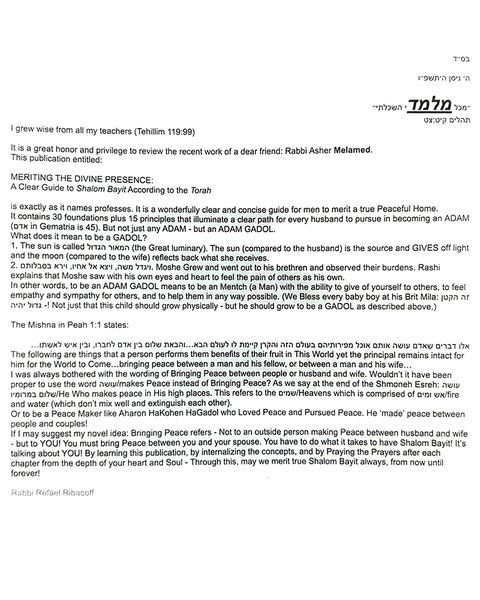 בס״ד
ה׳ ניסן ה׳תשפ״ו
״מכל מלמדי השכלתי״
תהלים קיט:צט
I grew wise from all my teachers (Tehillim 119:99)
It is a great honor and privilege to review the recent work of a dear friend: Rabbi Asher Melamed.
This publication entitled:
MERITING THE DIVINE PRESENCE:
A Clear Guide to Shalom Bayit According to the Torah
is exactly as it names professes. It is a wonderfully clear and concise guide for men to merit a true Peaceful Home.
It contains 30 foundations plus 15 principles that illuminate a clear path for every husband to pursue in becoming an ADAM
(אדם in Gematria is 45). But not just any ADAM - but an ADAM GADOL.
What does it mean to be a GADOL?
1. The sun is called המאור הגדול (the Great luminary). The sun (compared to the husband) is the source and GIVES off light
and the moon (compared to the wife) reflects back what she receives.
2. ויגדל משה, ויצא אל אחיו, וירא בסבלותם. Moshe Grew and went out to his brethren and observed their burdens. Rashi
explains that Moshe saw with his own eyes and heart to feel the pain of others as his own.
In other words, to be an ADAM GADOL means to be an Mentch (a Man) with the ability to give of yourself to others, to feel
empathy and sympathy for others, and to help them in any way possible. (We Bless every baby boy at his Brit Mila: זה הקטן
גדול יהיה -! Not just that this child should grow physically - but he should grow to be a GADOL as described above.)
The Mishna in Peah 1:1 states:
אלו דברים שאדם עושה אותם אוכל מפירותיהם בעולם הזה והקרן קיימת לו לעולם הבא...והבאת שלום בין אדם לחברו, ובין איש לאשתו...
The following are things that a person performs them benefits of their fruit in This World yet the principal remains intact for
him for the World to Come...bringing peace between a man and his fellow, or between a man and his wife...
I was always bothered with the wording of Bringing Peace between people or husband and wife. Wouldn't it have been
proper to use the word עושה/makes Peace instead of Bringing Peace? As we say at the end of the Shmoneh Esreh: עושה
שלום במרומיו/He Who makes peace in His high places. This refers to the שמים/Heaven's which is comprised of אש ומים/fire
and water (which don't mix well and extinguish each other).
Or to be a Peace Maker like Aharon HaKohen HaGadol who Loved Peace and Pursued Peace. He 'made' peace between
people and couples!
If I may suggest my novel idea: Bringing Peace refers - Not to an outside person making Peace between husband and wife
- but to YOU! You must bring Peace between you and your spouse. You have to do what it takes to have Shalom Bayit! It's
talking about YOU! By learning this publication, by internalizing the concepts, and by Praying the Prayers after each
chapter from the depth of your heart and Soul - Through this, may we merit true Shalom Bayit always, from now until
forever!
Rabbi Refael Ribacoff